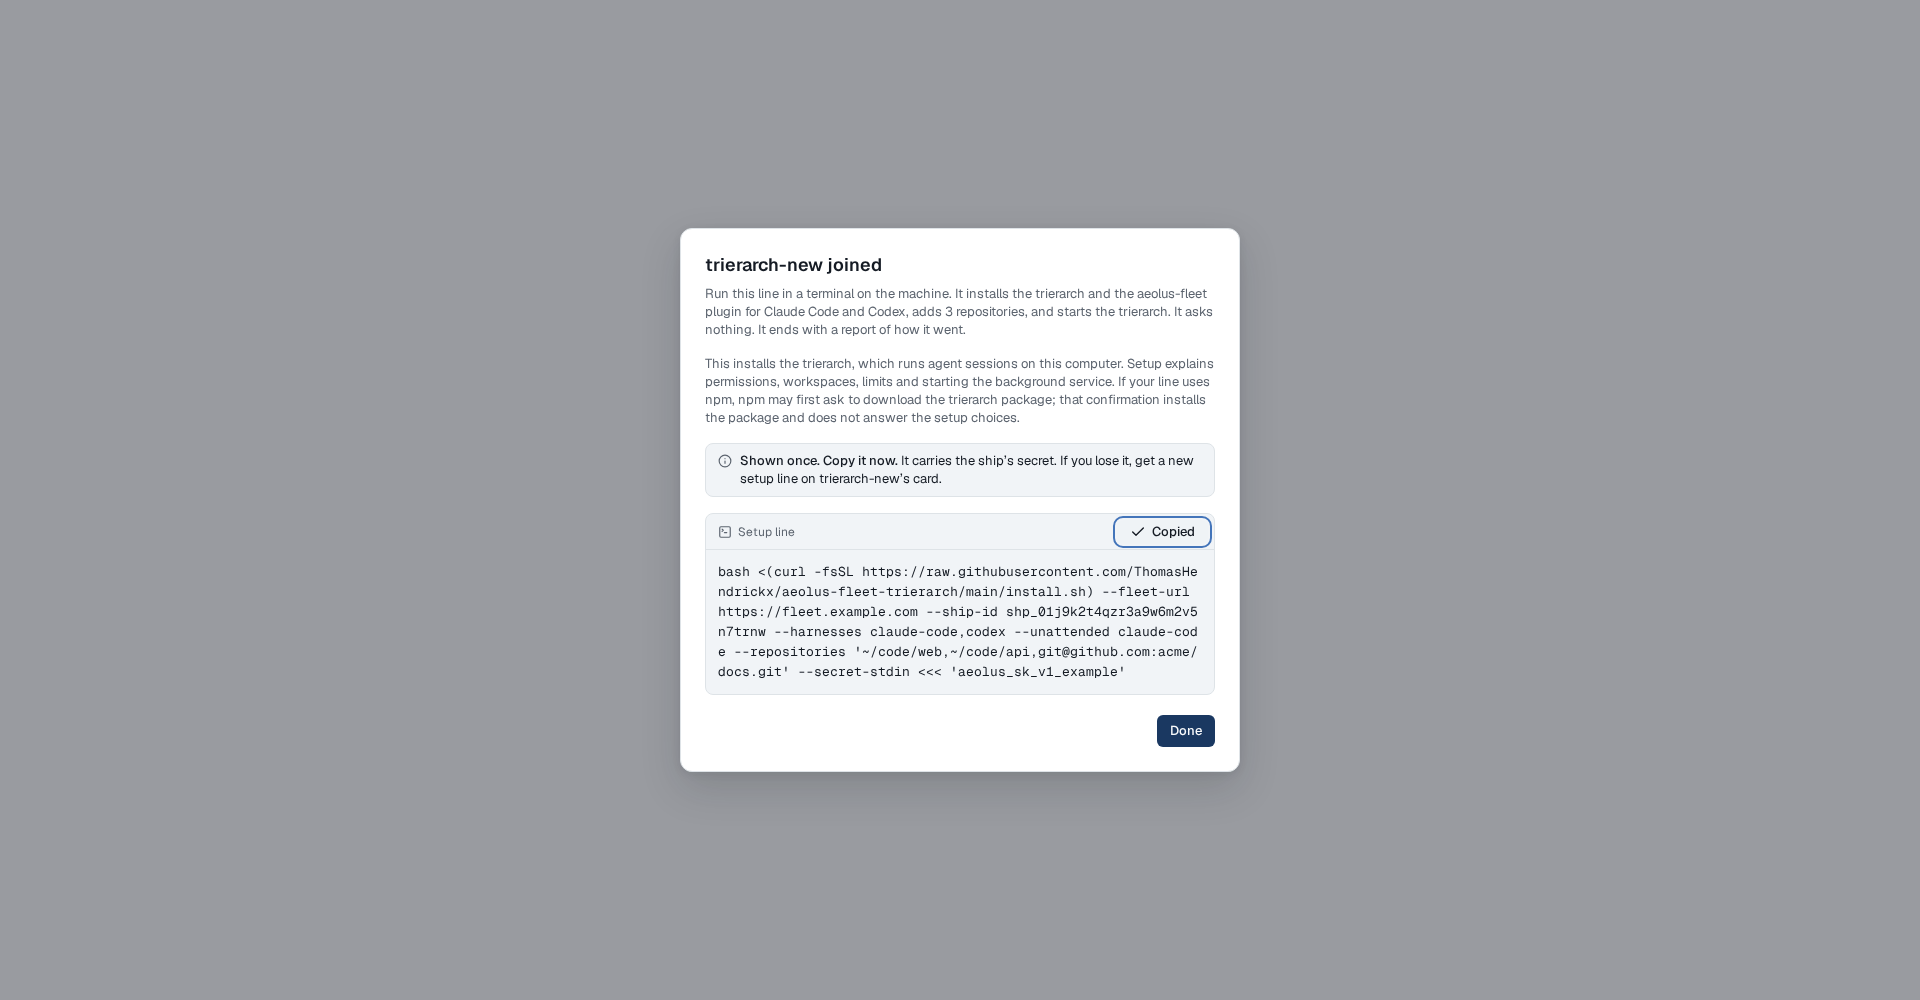 trierarch-new joined
Run this line in a terminal on the machine. It installs the trierarch and the aeolus-fleet
plugin for Claude Code and Codex, adds 3 repositories, and starts the trierarch. It asks
nothing. It ends with a report of how it went.
This installs the trierarch, which runs agent sessions on this computer. Setup explains
permissions, workspaces, limits and starting the background service. If your line uses
npm, npm may first ask to download the trierarch package; that confirmation installs
the package and does not answer the setup choices.
Shown once. Copy it now. It carries the ship's secret. If you lose it, get a new
setup line on trierarch-new's card.
Setup line
Copied
bash <(curl -fsSL https://raw.githubusercontent.com/ThomasHe
ndrickx/aeolus-fleet-trierarch/main/install.sh) --fleet-url
https://fleet.example.com --ship-id shp_01j9k2t4qzr3a9w6m2v5
n7trnw --harnesses claude-code,codex --unattended claude-cod
e --repositories '~/code/web,~/code/api,git@github.com:acme/
docs.git' --secret-stdin <<< 'aeolus_sk_v1_example'
Done